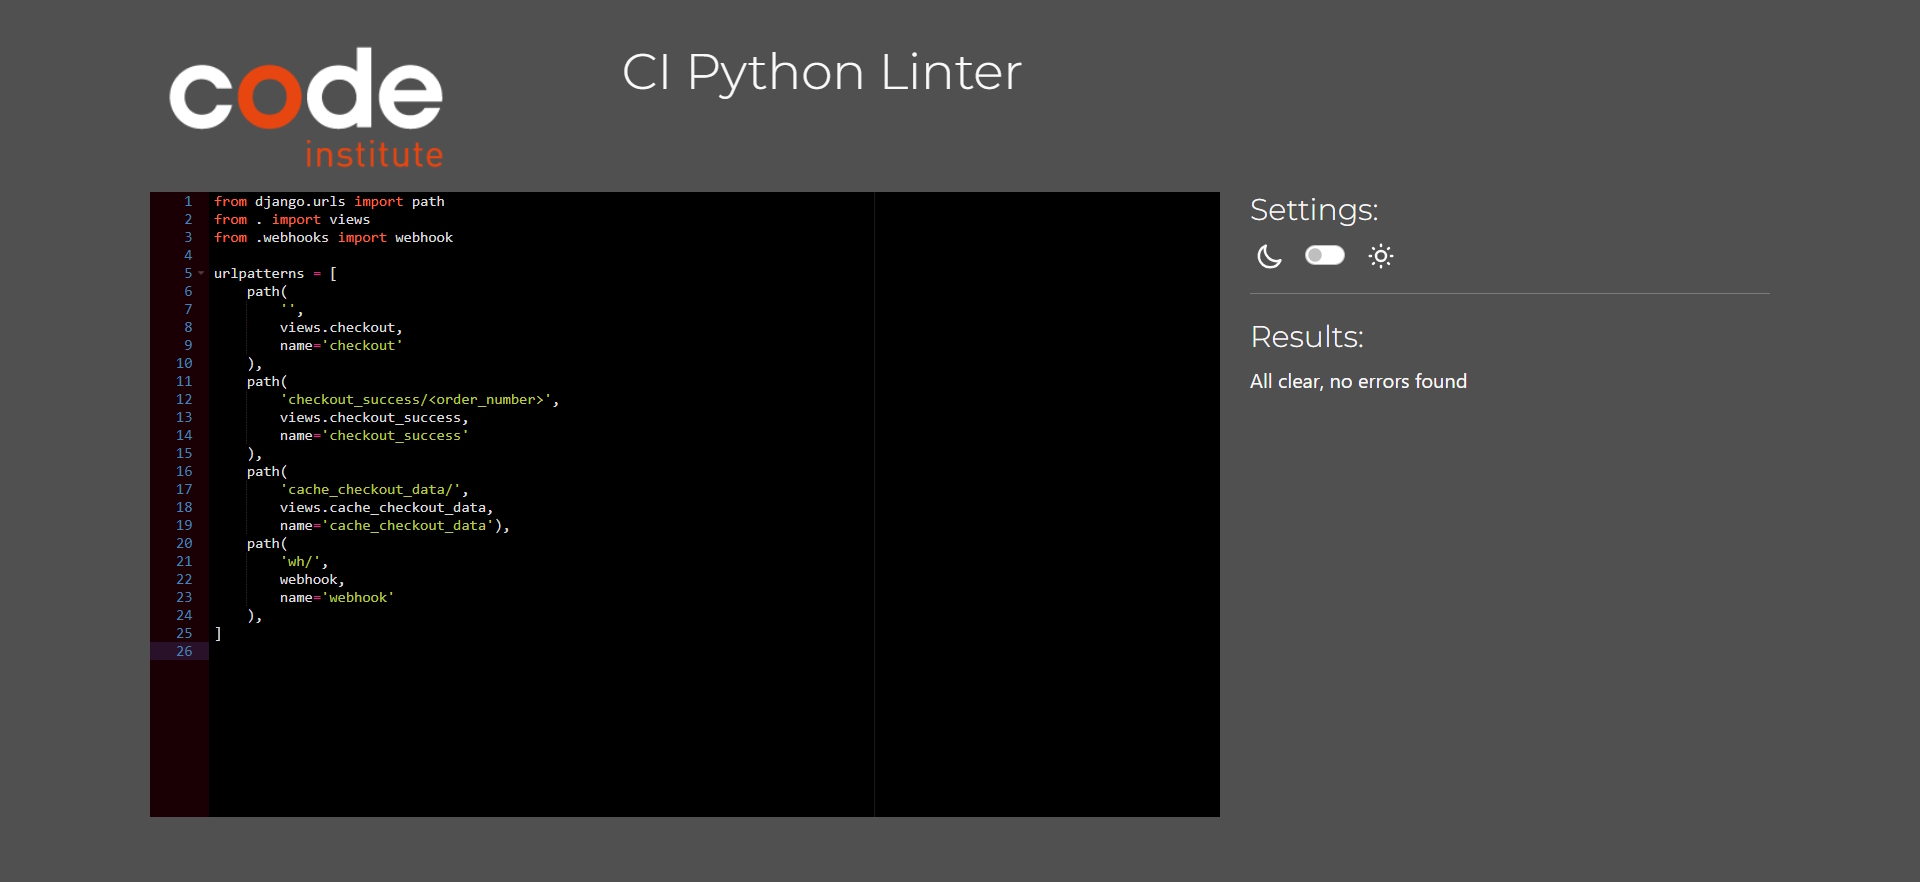 code
institute
CI Python Linter
1 from django.urls import path
2 from . import views
3 from .webhooks import webhook
4
5 urlpatterns = [
6     path(
7         '',
8         views.checkout,
9         name='checkout'
10     ),
11     path(
12         'checkout_success/<order_number>',
13         views.checkout_success,
14         name='checkout_success'
15     ),
16     path(
17         'cache_checkout_data/',
18         views.cache_checkout_data,
19         name='cache_checkout_data'),
20     path(
21         'wh/',
22         webhook,
23         name='webhook'
24     ),
25 ]
26
Settings:
Results:
All clear, no errors found